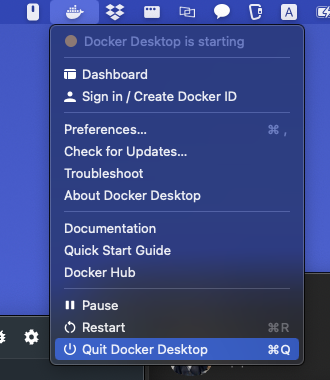 A
Docker Desktop is starting
Dashboard
Sign in / Create Docker ID
Preferences... ⌘ ,
Check for Updates...
Troubleshoot
About Docker Desktop
Documentation
Quick Start Guide
Docker Hub
Pause
Restart ⌘R
Quit Docker Desktop ⌘Q